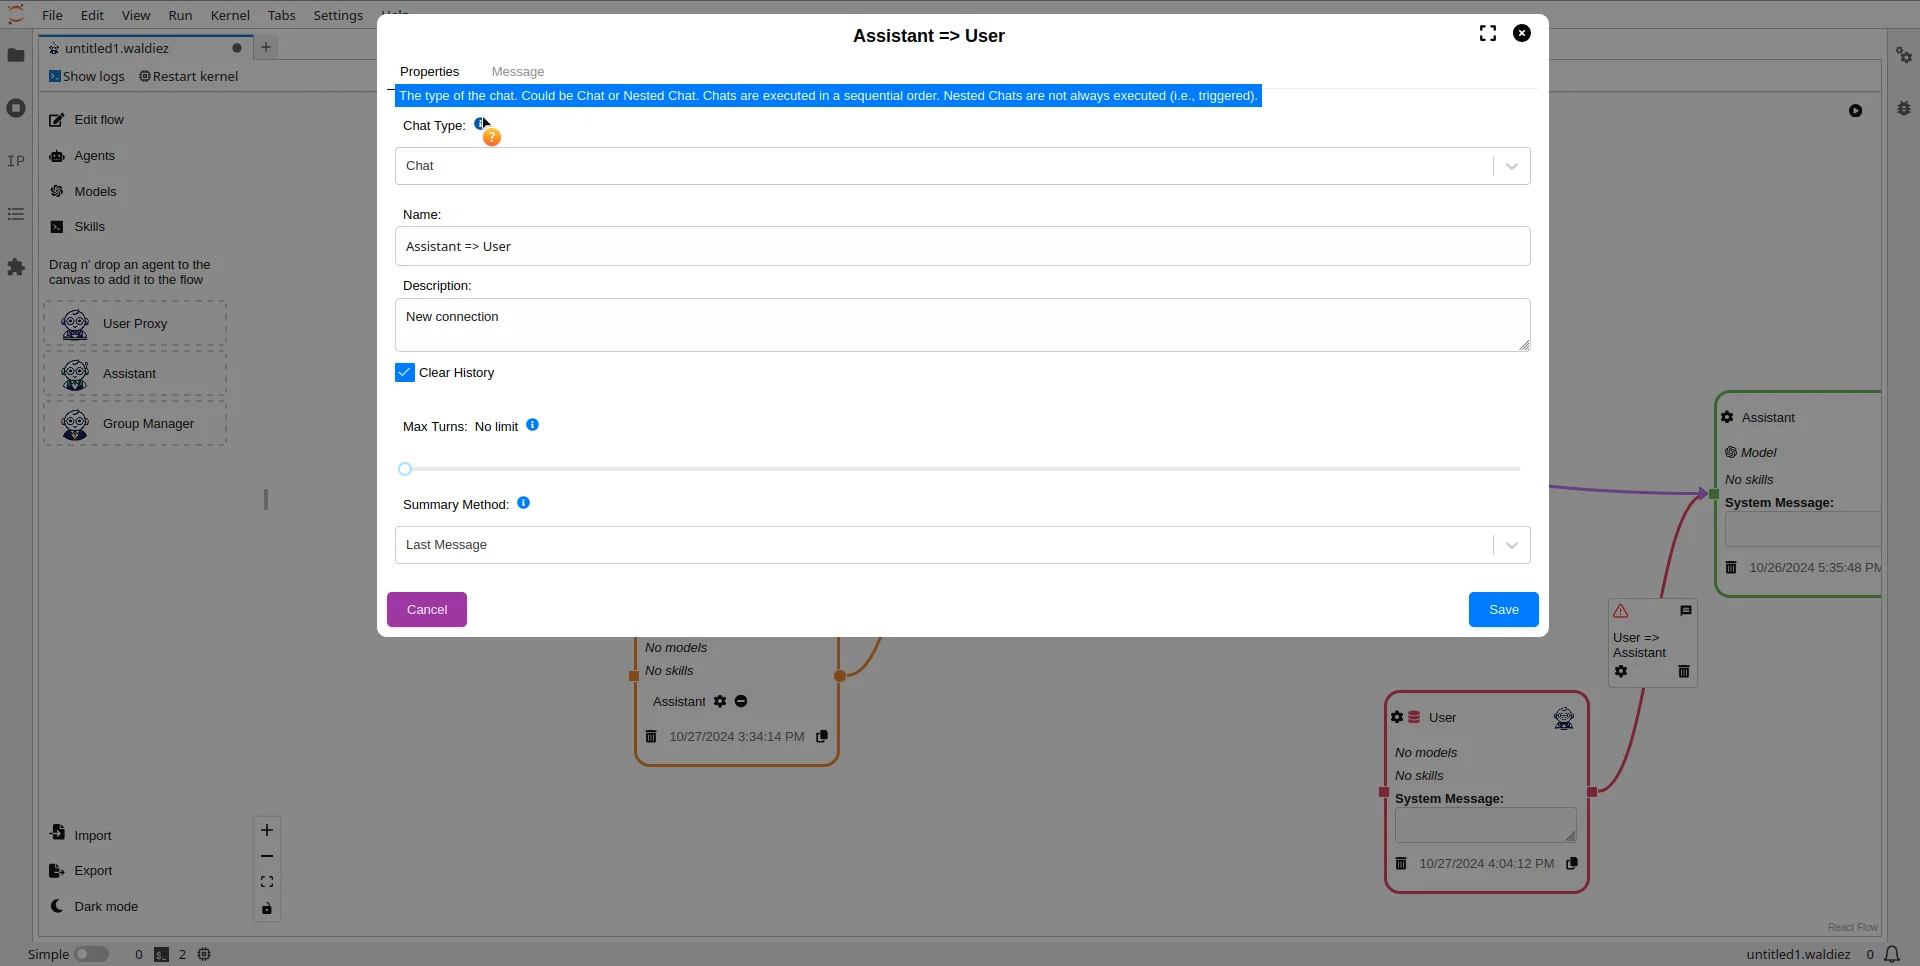 File Edit View Run Kernel Tabs Settings Help
untitled1.waldiez
Show logs Restart kernel
IP
Edit flow
Agents
Models
Skills
Drag n' drop an agent to the
canvas to add it to the flow
User Proxy
Assistant
Group Manager
Import
Export
Dark mode
Assistant => User
Properties Message
The type of the chat. Could be Chat or Nested Chat. Chats are executed in a sequential order. Nested Chats are not always executed (i.e., triggered).
Chat Type:
?
Chat
Name:
Assistant => User
Description:
New connection
Clear History
Max Turns: No limit
Summary Method:
Last Message
Cancel Save
No models
No skills
Assistant
10/27/2024 3:34:14 PM
Assistant
Model
No skills
System Message:
10/26/2024 5:35:48 PM
User =>
Assistant
User
No models
No skills
System Message:
10/27/2024 4:04:12 PM
React Flow
Simple 0 2
untitled1.waldiez 0